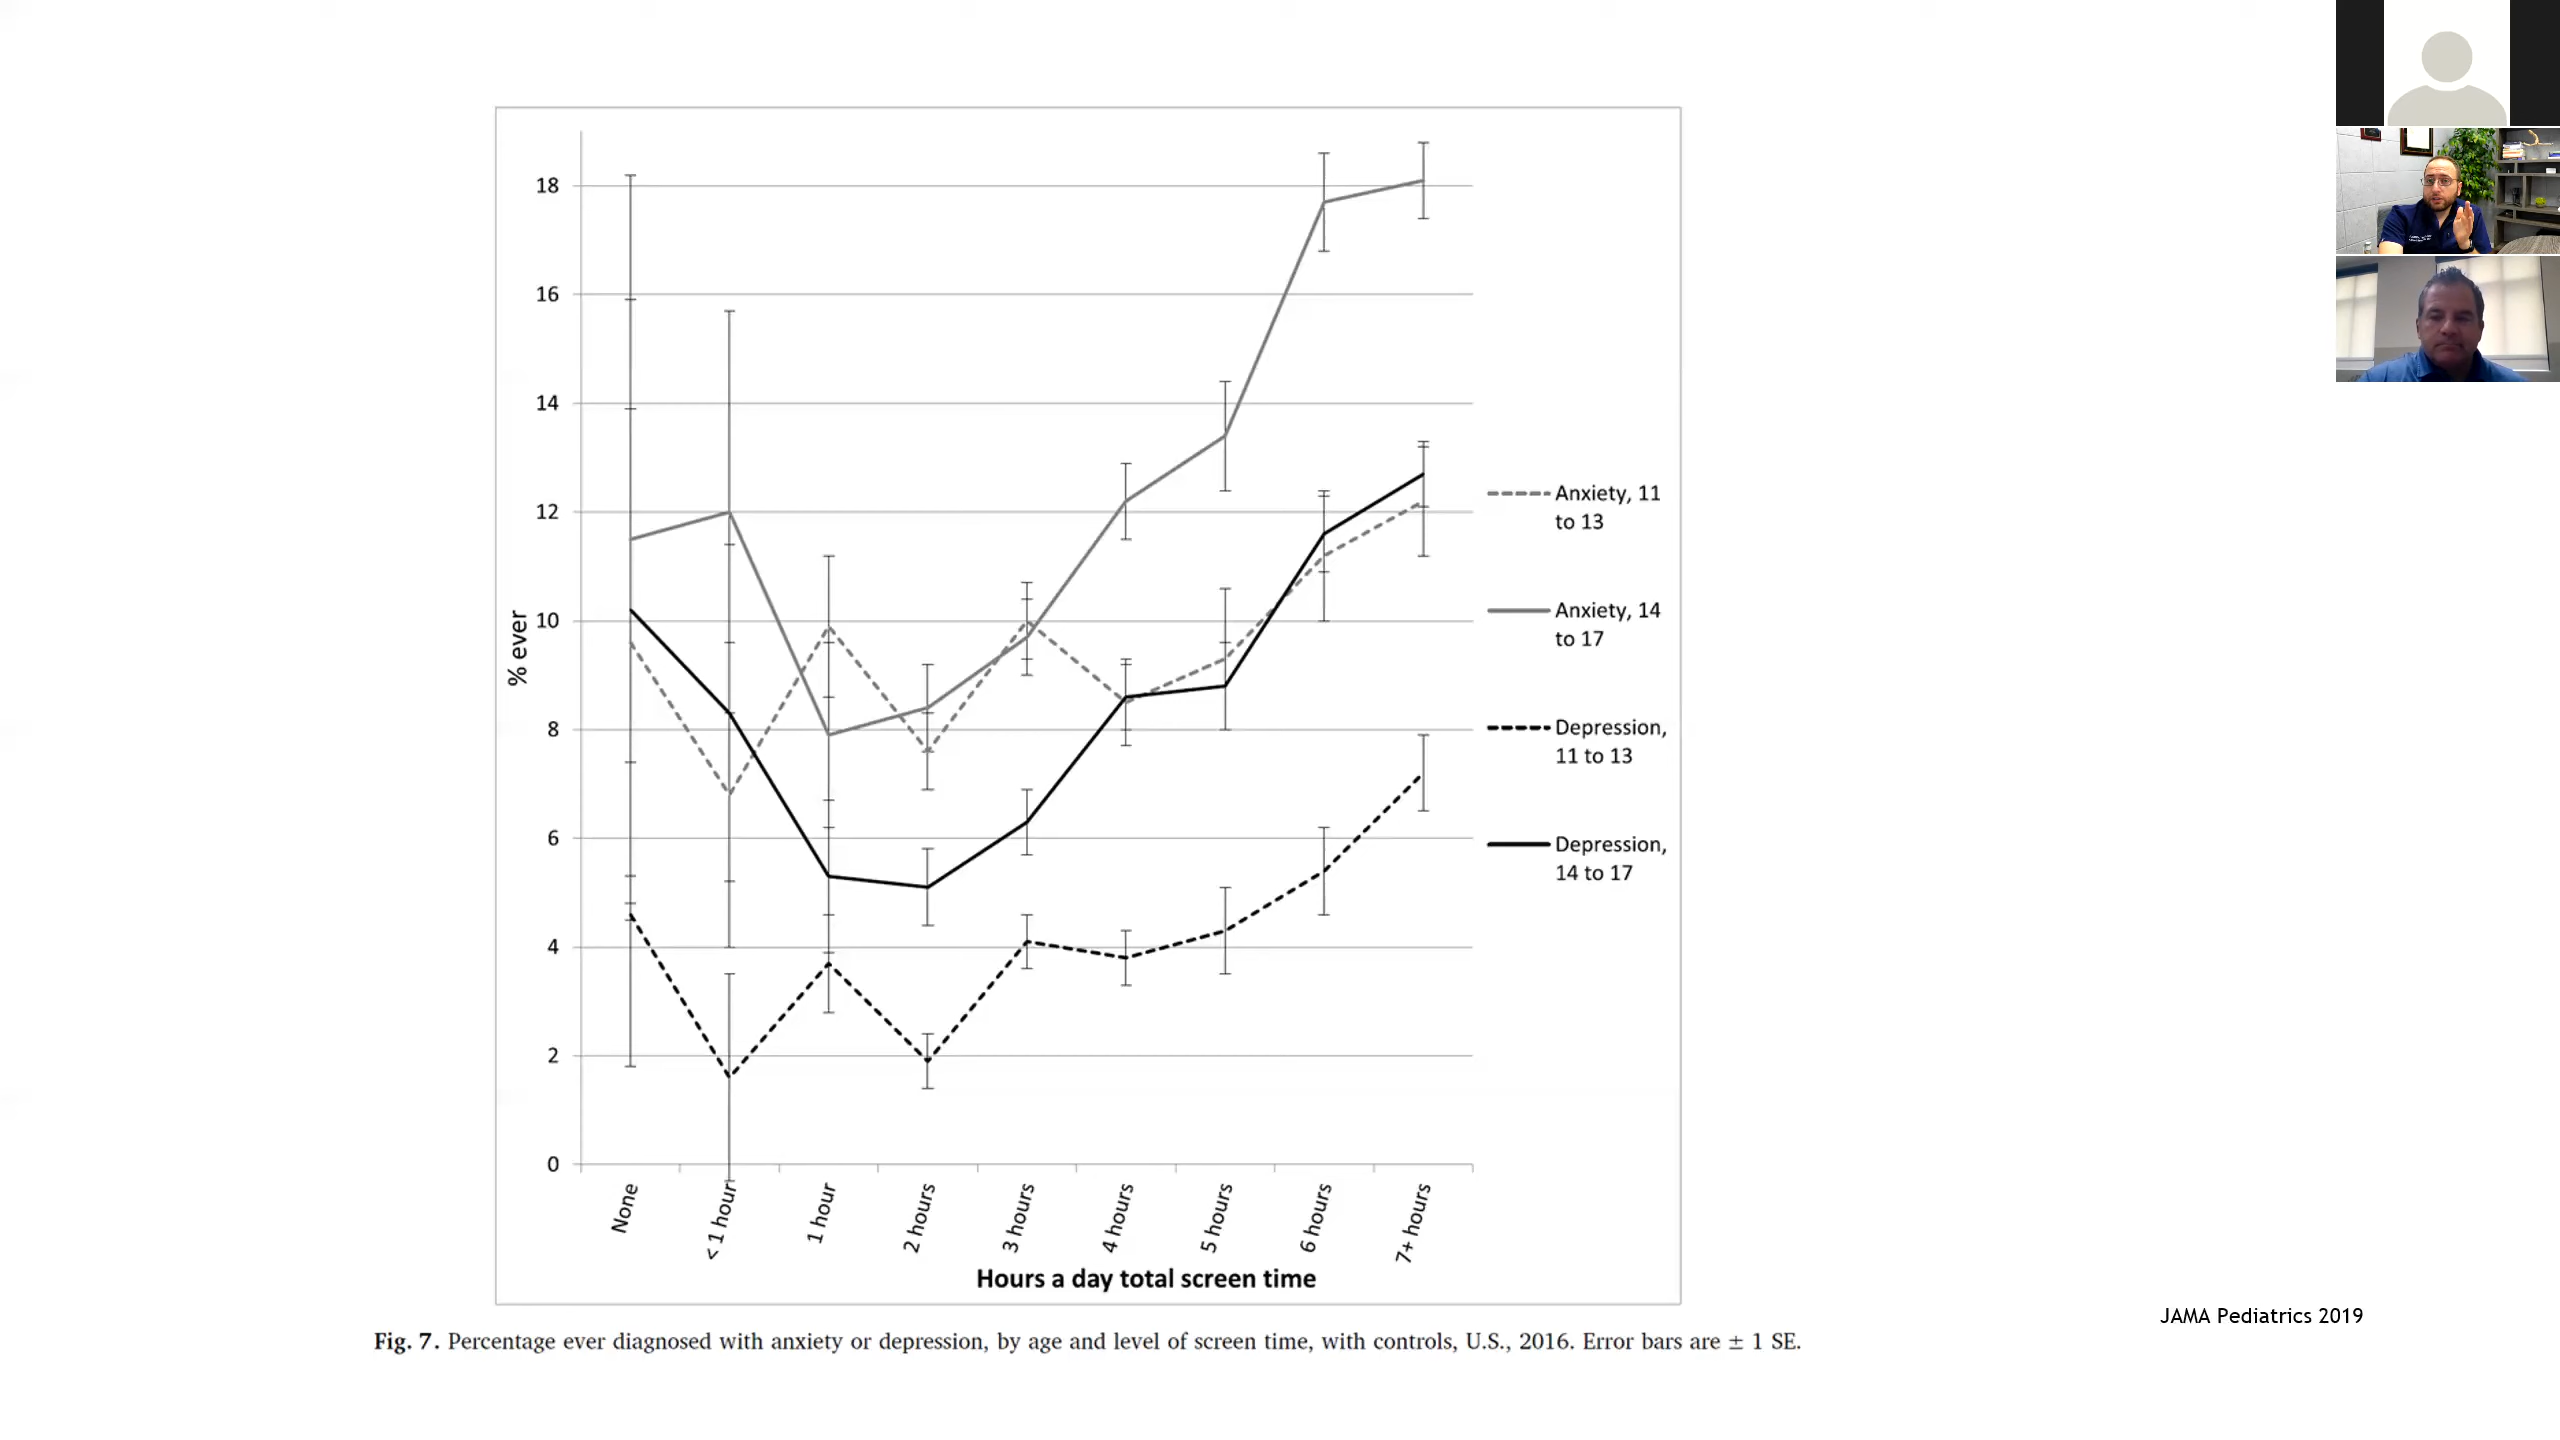 18
16
14
12
10
8
6
4
2
0
% ever
None
< 1 hour
1 hour
2 hours
3 hours
4 hours
5 hours
6 hours
7+ hours
Hours a day total screen time
Anxiety, 11
to 13
Anxiety, 14
to 17
Depression,
11 to 13
Depression,
14 to 17
JAMA Pediatrics 2019
Fig. 7. Percentage ever diagnosed with anxiety or depression, by age and level of screen time, with controls, U.S., 2016. Error bars are ± 1 SE.